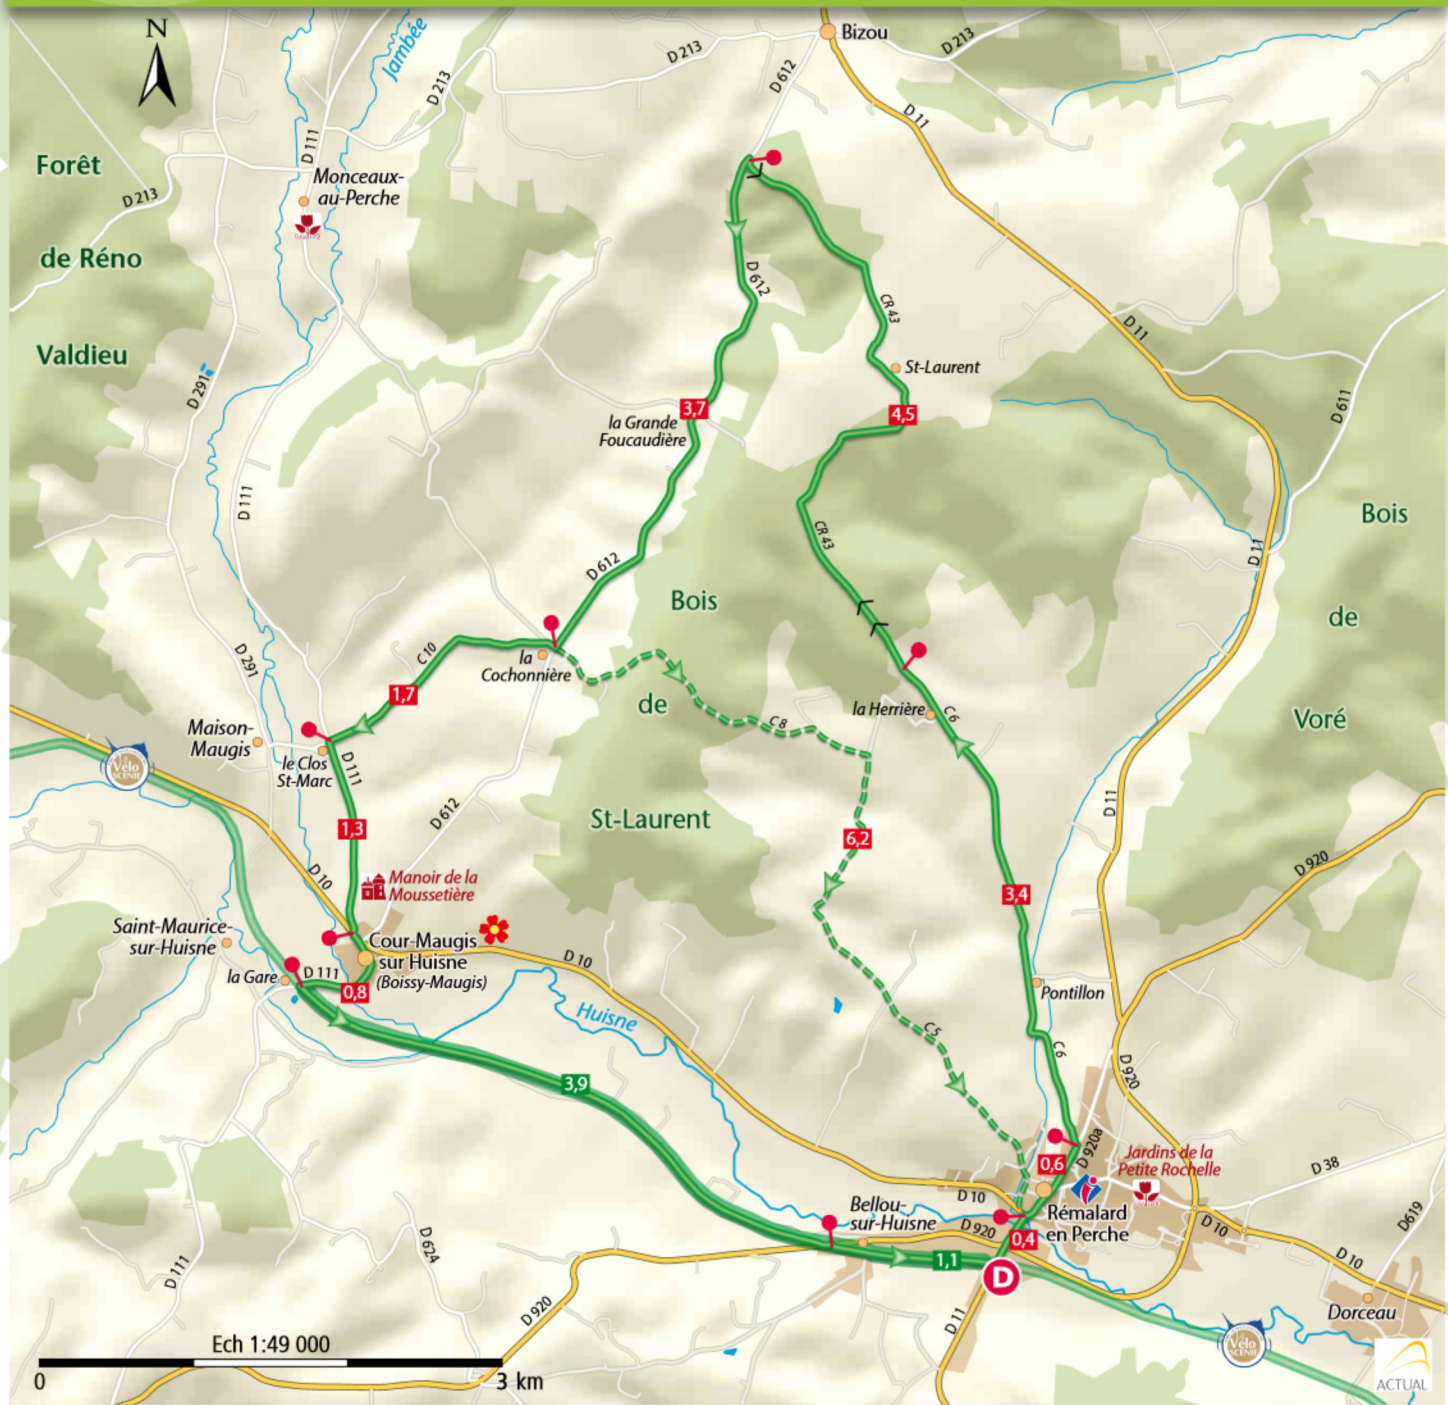 N
Jambée
D 213
D 612
Bizou
D 213
D 213
D 11
D 111
Forêt
Monceaux-
au-Perche
D 213
de Réno
D 612
CR 43
D 11
Valdieu
St-Laurent
D 291
D 611
3,7
4,5
la Grande
Foucaudière
D 111
Bois
CR 43
D 11
D 612
Bois
de
la
Cochonnière
C 10
D 291
1,7
de
la Herrière
C 6
C 8
Voré
Maison-
Maugis
le Clos
St-Marc
D 111
Vélo
SCÉNIE
D 612
St-Laurent
D 11
1,3
6,2
D 920
D 10
Manoir de la
Moussetière
3,4
Saint-Maurice-
sur-Huisne
Cour-Maugis
sur Huisne
(Boissy-Maugis)
D 10
la Gare
D 111
0,8
Pontillon
Huisne
C 5
C 6
D 920
3,9
D 920a
Jardins de la
Petite Rochelle
0,6
D 38
D 10
Bellou-
sur-Huisne
D 920
Rémalard
en Perche
0,4
D 10
D619
D 624
D 111
1,1
D
D 10
D 920
D 11
Dorceau
Vélo
SCÉNIE
Ech 1:49 000
0
3 km
ACTUAL